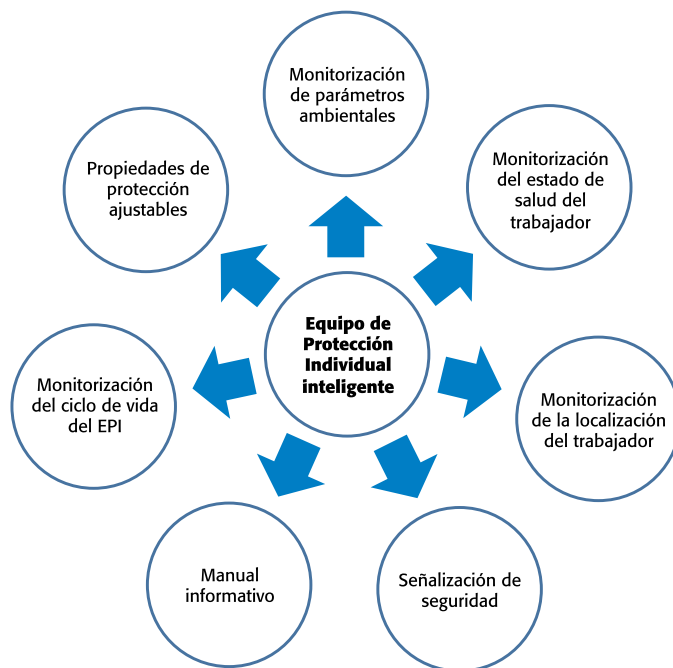 Monitorización
de parámetros
ambientales
Propiedades de
protección
ajustables
Monitorización
del estado de
salud del
trabajador
Equipo de
Protección
Individual
inteligente
Monitorización
del ciclo de vida
del EPI
Monitorización
de la localización
del trabajador
Manual
informativo
Señalización de
seguridad